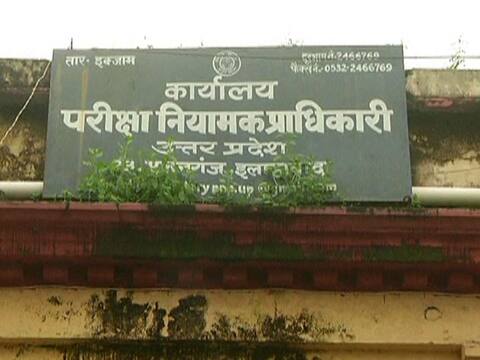 तार - इक्जाम
दूरभाष नं- 2466769
फैक्स नं.- 0532-2466769
कार्यालय
परीक्षा नियामक प्राधिकारी
उत्तर प्रदेश
इलाहाबाद